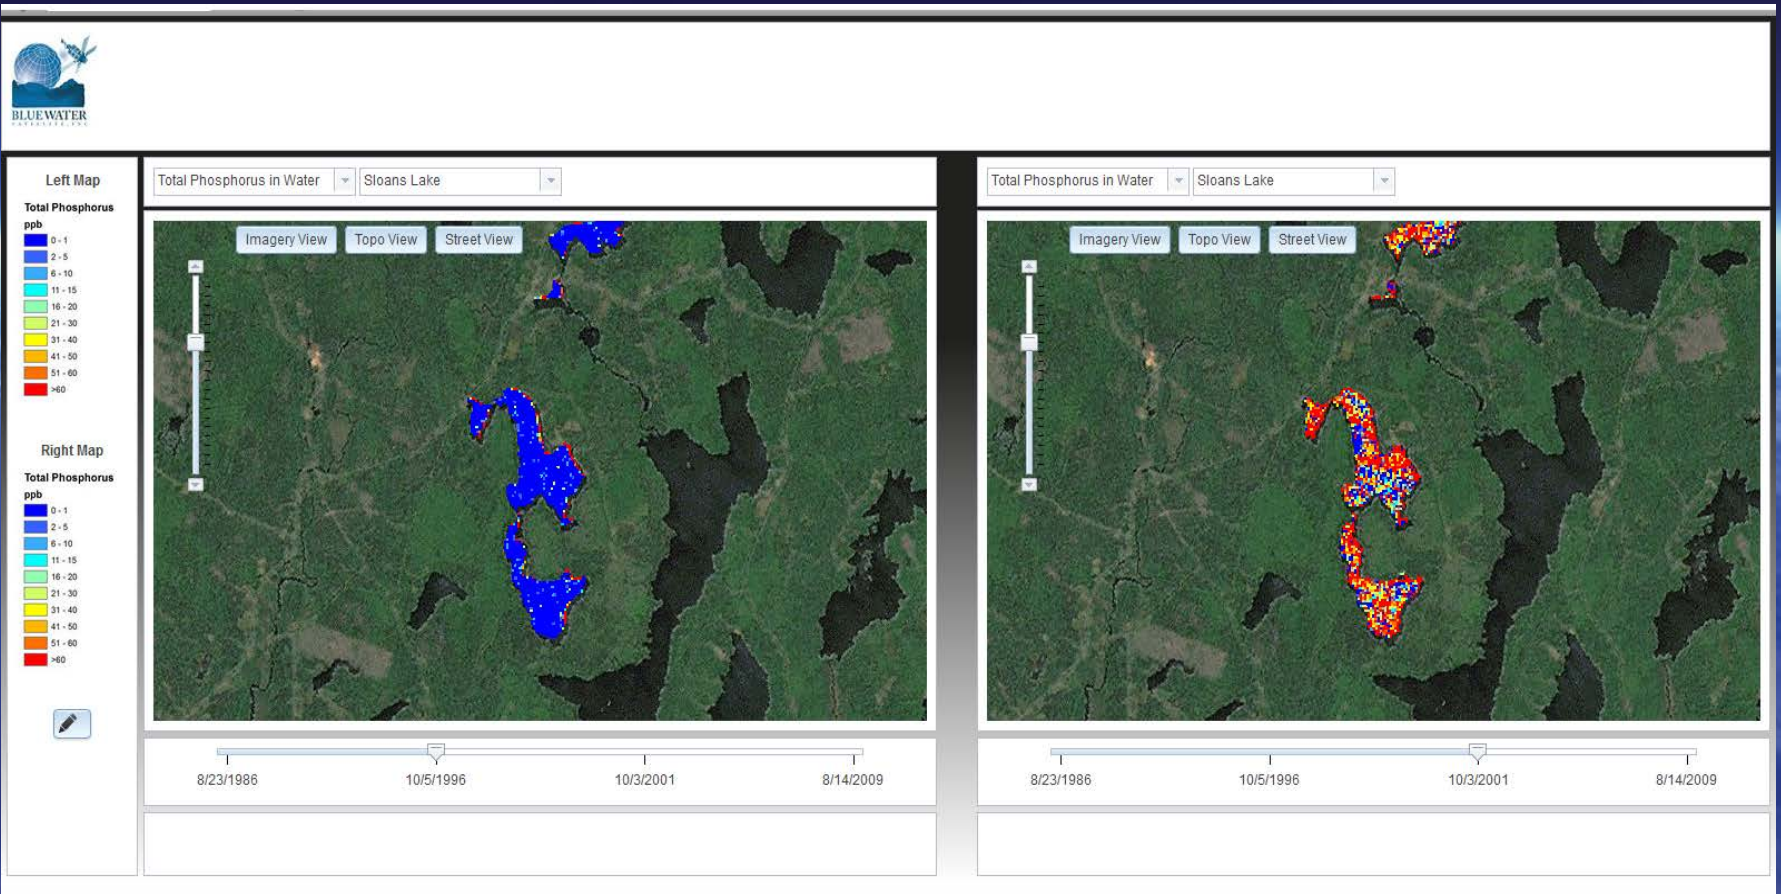 BLUEWATER
SATELLITE, INC.
Left Map
Total Phosphorus
ppb
0 - 1
2 - 5
6 - 10
11 - 15
16 - 20
21 - 30
31 - 40
41 - 50
51 - 60
>60
Right Map
Total Phosphorus
ppb
0 - 1
2 - 5
6 - 10
11 - 15
16 - 20
21 - 30
31 - 40
41 - 50
51 - 60
>60
Total Phosphorus in Water Sloans Lake
Imagery View Topo View Street View
8/23/1986 10/5/1996 10/3/2001 8/14/2009
Total Phosphorus in Water Sloans Lake
Imagery View Topo View Street View
8/23/1986 10/5/1996 10/3/2001 8/14/2009